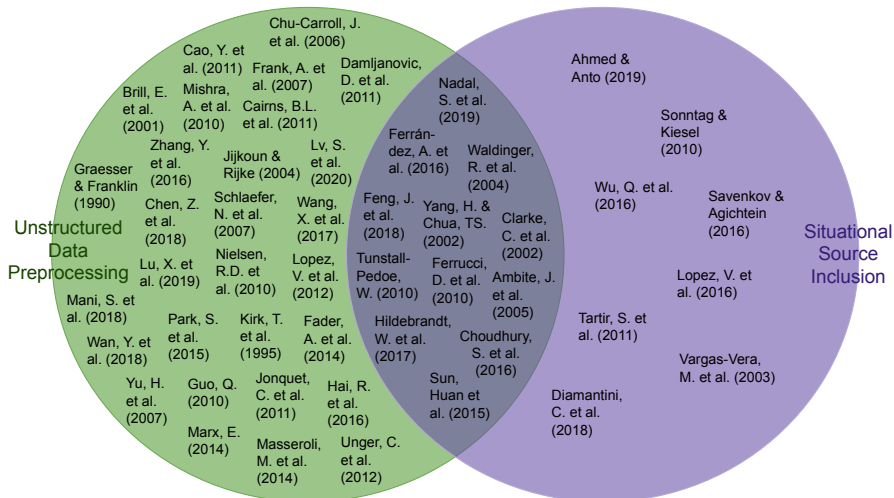 Chu-Carroll, J.
et al. (2006)
Cao, Y. et
al. (2011)
Frank, A. et
al. (2007)
Damljanovic,
D. et al.
(2011)
Brill, E.
et al.
(2001)
Mishra,
A. et al.
(2010)
Cairns, B.L.
et al. (2011)
Zhang, Y.
et al.
(2016)
Jijkoun &
Rijke (2004)
Lv, S.
et al.
(2020)
Graesser
& Franklin
(1990)
Chen, Z.
et al.
(2018)
Schlaefer,
N. et al.
(2007)
Wang,
X. et al.
(2017)
Unstructured
Data
Preprocessing
Lu, X. et
al. (2019)
Nielsen,
R.D. et
al. (2010)
Lopez,
V. et al.
(2012)
Mani, S. et
al. (2018)
Wan, Y. et
al. (2018)
Park, S.
et al.
(2015)
Kirk, T.
et al.
(1995)
Fader,
A. et al.
(2014)
Yu, H.
et al.
(2007)
Guo, Q.
(2010)
Jonquet,
C. et al.
(2011)
Hai, R.
et al.
(2016)
Marx, E.
(2014)
Masseroli,
M. et al.
(2014)
Unger, C.
et al.
(2012)
Nadal,
S. et al.
(2019)
Ferrán-
dez, A. et
al. (2016)
Waldinger,
R. et al.
(2004)
Feng, J.
et al.
(2018)
Yang, H. &
Chua, TS.
(2002)
Clarke,
C. et al.
(2002)
Tunstall-
Pedoe,
W. (2010)
Ferrucci,
D. et al.
(2010)
Ambite, J.
et al.
(2005)
Hildebrandt,
W. et al.
(2017)
Choudhury,
S. et al.
(2016)
Sun,
Huan et
al. (2015)
Ahmed &
Anto (2019)
Sonntag &
Kiesel
(2010)
Wu, Q. et al.
(2016)
Savenkov &
Agichtein
(2016)
Situational
Source
Inclusion
Lopez, V. et
al. (2016)
Tartir, S. et
al. (2011)
Vargas-Vera,
M. et al. (2003)
Diamantini,
C. et al.
(2018)